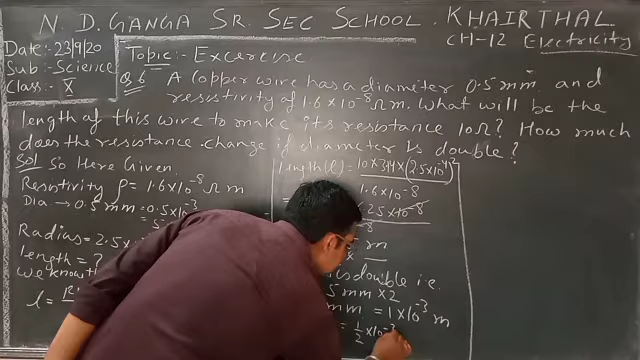 N. D. GANGA SR. SEC SCHOOL. KHAIRTHAL
Date:- 23/9/20
Sub:- Science
Class:- X
Topic:- Excercise
CH-12 Electricity
Q.6 A Copper wire has a diameter 0.5 mm and
resistivity of 1.6 × 10⁻⁸ Ω m. What will be the
length of this wire to make its resistance 10Ω? How much
does the resistance change if diameter is double?
Sol So Here Given
Resistivity ρ = 1.6 × 10⁻⁸ Ω m
Dia → 0.5 mm = 0.5 × 10⁻³
Radius = 2.5 ×
length = ?
we know th
l =
Length (l) = 10 × 3.14 × (2.5 × 10⁻⁴)²
1.6 × 10⁻⁸
25 × 10⁻⁸
m
is double i.e.
5 mm × 2
mm = 1 × 10⁻³ m
= 1/2 × 10⁻³